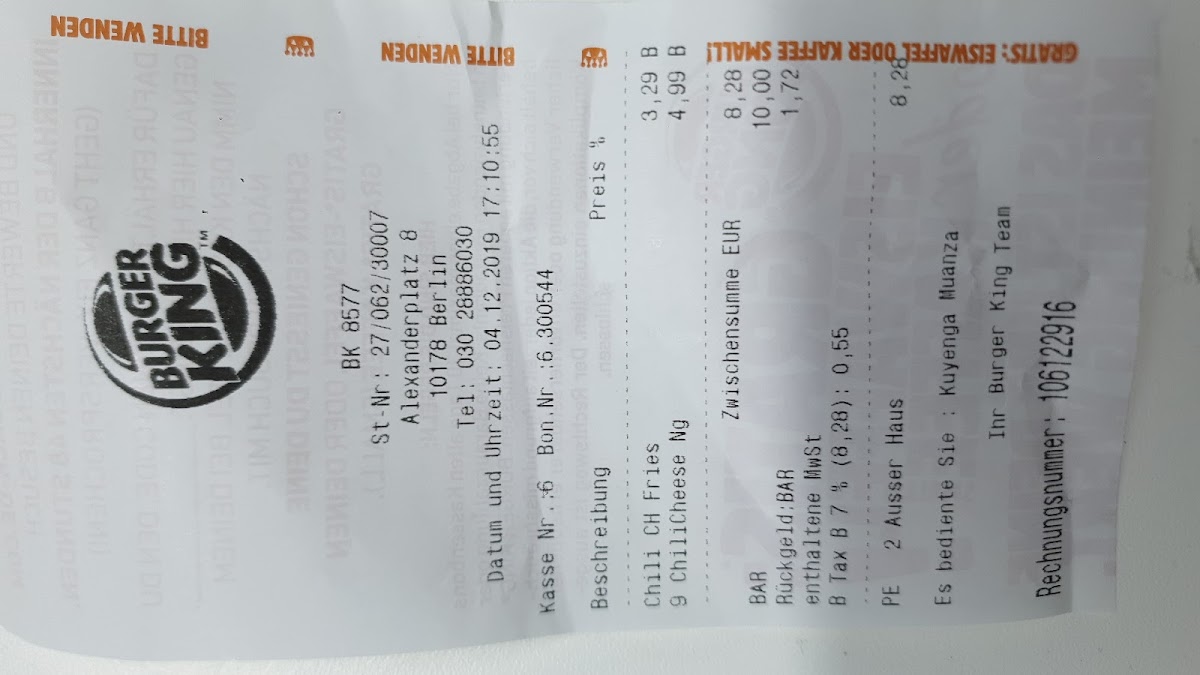 BITTE WENDEN
BITTE WENDEN
GRATIS: EISWAFFEL ODER KAFFEE SMALL!
BURGER
KING™
BK 8577
St-Nr: 27/062/30007
Alexanderplatz 8
10178 Berlin
Tel: 030 28886030
Datum und Uhrzeit: 04.12.2019 17:10:55
Kasse Nr.:6 Bon.Nr.:6.300544
Beschreibung Preis %
Chili CH Fries 3,29 B
9 ChiliCheese Ng 4,99 B
Zwischensumme EUR 8,28
BAR 10,00
Rückgeld:BAR 1,72
enthaltene MwSt
B Tax B 7 % (8,28): 0,55
PE 2 Ausser Haus 8,28
Es bediente Sie : Kuyenga Muanza
Ihr Burger King Team
Rechnungsnummer: 106122916